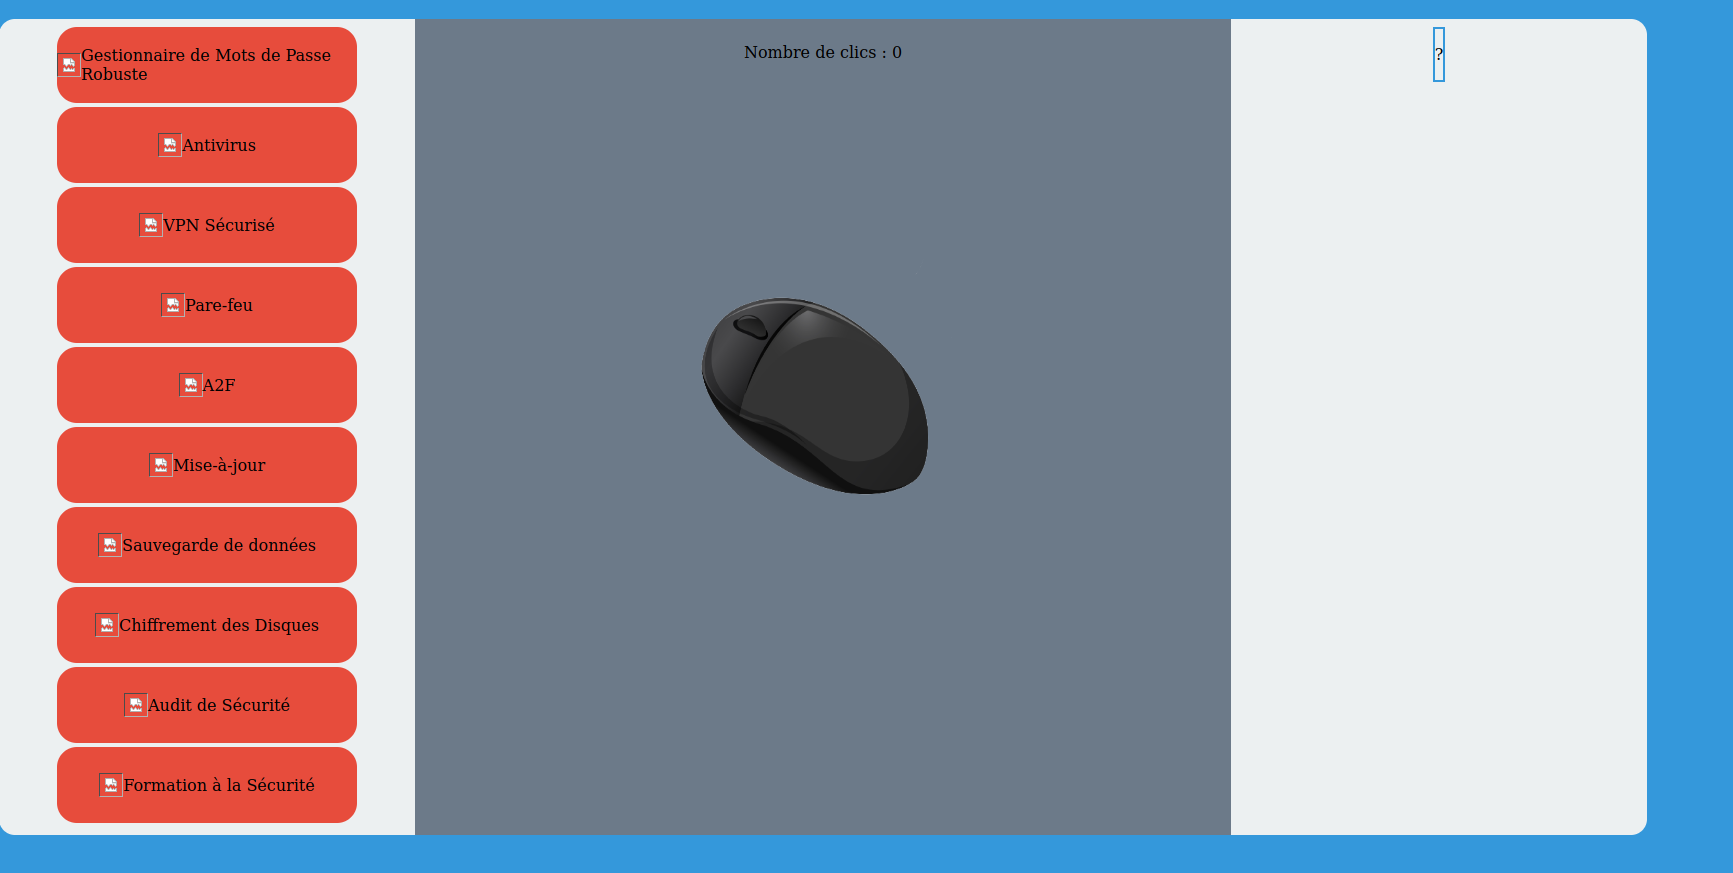 Gestionnaire de Mots de Passe
Robuste
Antivirus
VPN Sécurisé
Pare-feu
A2F
Mise-à-jour
Sauvegarde de données
Chiffrement des Disques
Audit de Sécurité
Formation à la Sécurité
Nombre de clics : 0
?